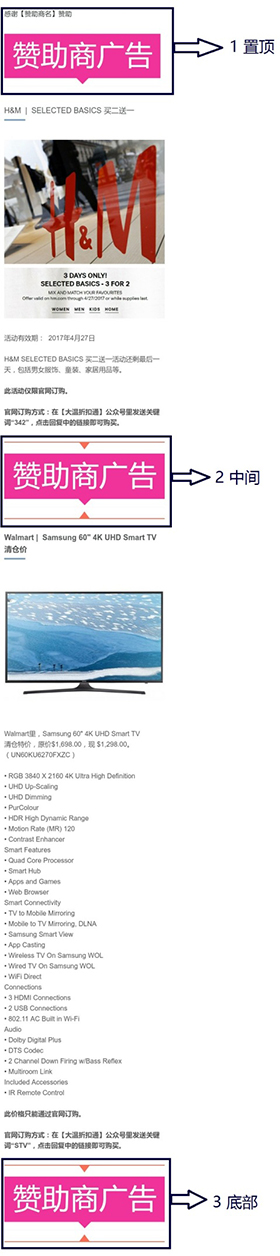 感谢【赞助商名】赞助
赞助商广告
1 置顶
H&M | SELECTED BASICS 买二送一
H&M
3 DAYS ONLY!
SELECTED BASICS • 3 FOR 2
MIX AND MATCH YOUR FAVOURITES
Offer valid on hm.com through 4/27/2017 or while supplies last.
WOMEN MEN KIDS HOME
活动有效期： 2017年4月27日
H&M SELECTED BASICS 买二送一活动还剩最后一
天，包括男女服饰、童装、家居用品等。
此活动仅限官网订购。
官网订购方式：在【大温折扣通】公众号里发送关键
词“342”，点击回复中的链接即可购买。
赞助商广告
2 中间
Walmart | Samsung 60" 4K UHD Smart TV
清仓价
Walmart里，Samsung 60" 4K UHD Smart TV
清仓特价，原价$1,698.00，现 $1,298.00。
（UN60KU6270FXZC）
• RGB 3840 X 2160 4K Ultra High Definition
• UHD Up-Scaling
• UHD Dimming
• PurColour
• HDR High Dynamic Range
• Motion Rate (MR) 120
• Contrast Enhancer
Smart Features
• Quad Core Processor
• Smart Hub
• Apps and Games
• Web Browser
Smart Connectivity
• TV to Mobile Mirroring
• Mobile to TV Mirroring, DLNA
• Samsung Smart View
• App Casting
• Wireless TV On Samsung WOL
• Wired TV On Samsung WOL
• WiFi Direct
Connections
• 3 HDMI Connections
• 2 USB Connections
• 802.11 AC Built in Wi-Fi
Audio
• Dolby Digital Plus
• DTS Codec
• 2 Channel Down Firing w/Bass Reflex
• Multiroom Link
Included Accessories
• IR Remote Control
此价格只能通过官网订购。
官网订购方式：在【大温折扣通】公众号里发送关键
词“STV”，点击回复中的链接即可购买。
赞助商广告
3 底部